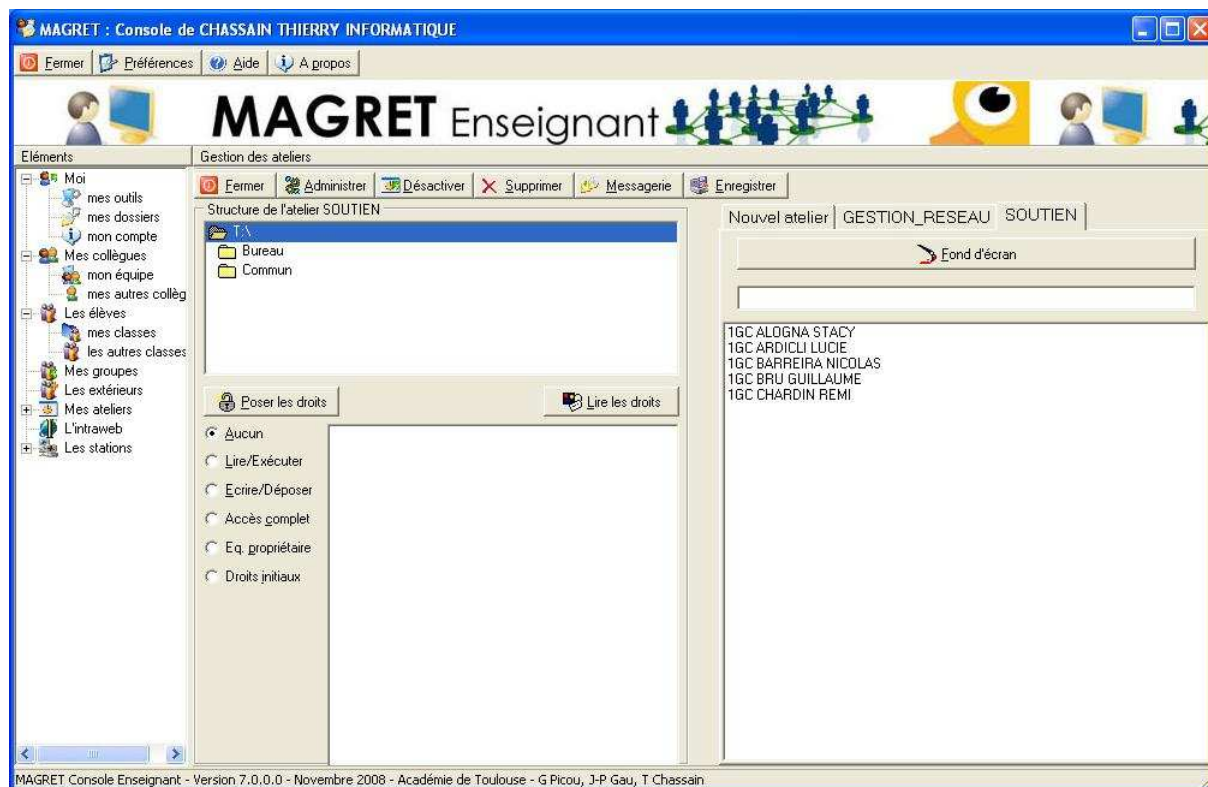 MAGRET : Console de CHASSAIN THIERRY INFORMATIQUE
Fermer Préférences Aide A propos
MAGRET Enseignant
Eléments
Gestion des ateliers
Moi
mes outils
mes dossiers
mon compte
Mes collègues
mon équipe
mes autres collèg
Les élèves
mes classes
les autres classes
Mes groupes
Les extérieurs
Mes ateliers
L'intraweb
Les stations
Fermer Administrer Désactiver Supprimer Messagerie Enregistrer
Structure de l'atelier SOUTIEN
T:\
Bureau
Commun
Poser les droits Lire les droits
Aucun
Lire/Exécuter
Ecrire/Déposer
Accès complet
Eq. propriétaire
Droits initiaux
Nouvel atelier GESTION_RESEAU SOUTIEN
Fond d'écran
1GC ALOGNA STACY
1GC ARDICLI LUCIE
1GC BARREIRA NICOLAS
1GC BRU GUILLAUME
1GC CHARDIN REMI
MAGRET Console Enseignant - Version 7.0.0.0 - Novembre 2008 - Académie de Toulouse - G Picou, J-P Gau, T Chassain